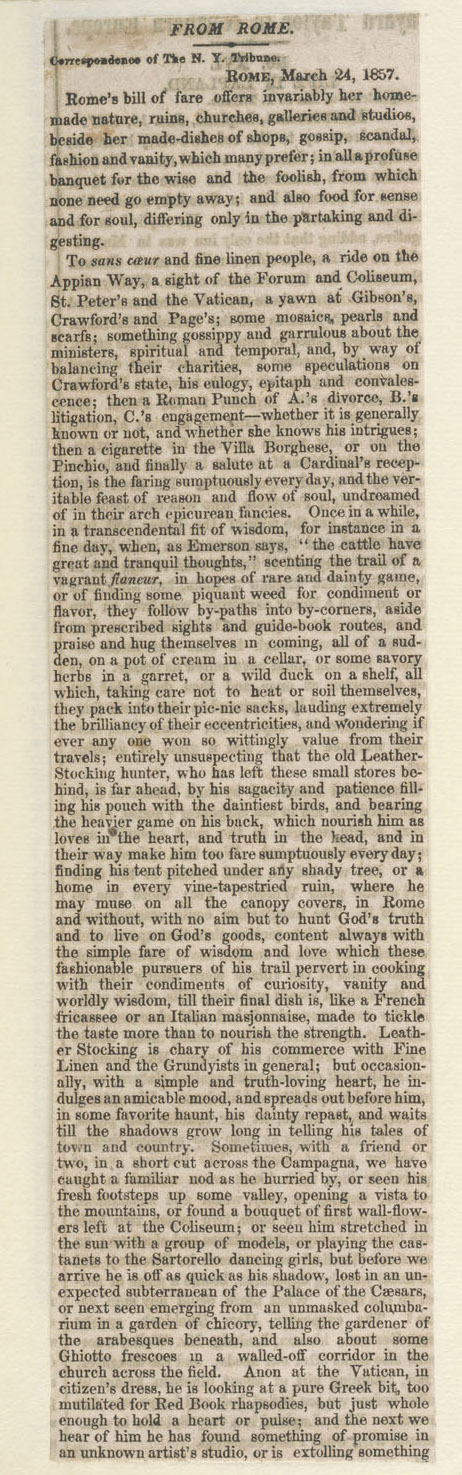 FROM ROME.
Correspondence of The N. Y. Tribune.
ROME, March 24, 1857.
Rome's bill of fare offers invariably her home-
made nature, ruins, churches, galleries and studios,
beside her made-dishes of shops, gossip, scandal,
fashion and vanity, which many prefer; in all a profuse
banquet for the wise and the foolish, from which
none need go empty away; and also food for sense
and for soul, differing only in the partaking and di-
gesting.
To sans cœur and fine linen people, a ride on the
Appian Way, a sight of the Forum and Coliseum,
St. Peter's and the Vatican, a yawn at Gibson's,
Crawford's and Page's; some mosaics, pearls and
scarfs; something gossippy and garrulous about the
ministers, spiritual and temporal, and, by way of
balancing their charities, some speculations on
Crawford's state, his eulogy, epitaph and convales-
cence; then a Roman Punch of A.'s divorce, B.'s
litigation, C.'s engagement—whether it is generally
known or not, and whether she knows his intrigues;
then a cigarette in the Villa Borghese, or on the
Pinchio, and finally a salute at a Cardinal's recep-
tion, is the faring sumptuously every day, and the ver-
itable feast of reason and flow of soul, undreamed
of in their arch epicurean fancies. Once in a while,
in a transcendental fit of wisdom, for instance in a
fine day, when, as Emerson says, "the cattle have
great and tranquil thoughts," scenting the trail of a
vagrant flaneur, in hopes of rare and dainty game,
or of finding some piquant weed for condiment or
flavor, they follow by-paths into by-corners, aside
from prescribed sights and guide-book routes, and
praise and hug themselves in coming, all of a sud-
den, on a pot of cream in a cellar, or some savory
herbs in a garret, or a wild duck on a shelf, all
which, taking care not to heat or soil themselves,
they pack into their pic-nic sacks, lauding extremely
the brilliancy of their eccentricities, and wondering if
ever any one won so wittingly value from their
travels; entirely unsuspecting that the old Leather-
Stocking hunter, who has left these small stores be-
hind, is far ahead, by his sagacity and patience fill-
ing his pouch with the daintiest birds, and bearing
the heavier game on his back, which nourish him as
loves in the heart, and truth in the head, and in
their way make him too fare sumptuously every day;
finding his tent pitched under any shady tree, or a
home in every vine-tapestried ruin, where he
may muse on all the canopy covers, in Rome
and without, with no aim but to hunt God's truth
and to live on God's goods, content always with
the simple fare of wisdom and love which these
fashionable pursuers of his trail pervert in cooking
with their condiments of curiosity, vanity and
worldly wisdom, till their final dish is, like a French
fricassee or an Italian masjonnaise, made to tickle
the taste more than to nourish the strength. Leath-
er Stocking is chary of his commerce with Fine
Linen and the Grundyists in general; but occasion-
ally, with a simple and truth-loving heart, he in-
dulges an amicable mood, and spreads out before him,
in some favorite haunt, his dainty repast, and waits
till the shadows grow long in telling his tales of
town and country. Sometimes, with a friend or
two, in a short cut across the Campagna, we have
caught a familiar nod as he hurried by, or seen his
fresh footsteps up some valley, opening a vista to
the mountains, or found a bouquet of first wall-flow-
ers left at the Coliseum; or seen him stretched in
the sun with a group of models, or playing the cas-
tanets to the Sartorello dancing girls, but before we
arrive he is off as quick as his shadow, lost in an un-
expected subterranean of the Palace of the Cæsars,
or next seen emerging from an unmasked columba-
rium in a garden of chicory, telling the gardener of
the arabesques beneath, and also about some
Ghiotto frescoes in a walled-off corridor in the
church across the field. Anon at the Vatican, in
citizen's dress, he is looking at a pure Greek bit, too
mutilated for Red Book rhapsodies, but just whole
enough to hold a heart or pulse; and the next we
hear of him he has found something of promise in
an unknown artist's studio, or is extolling something